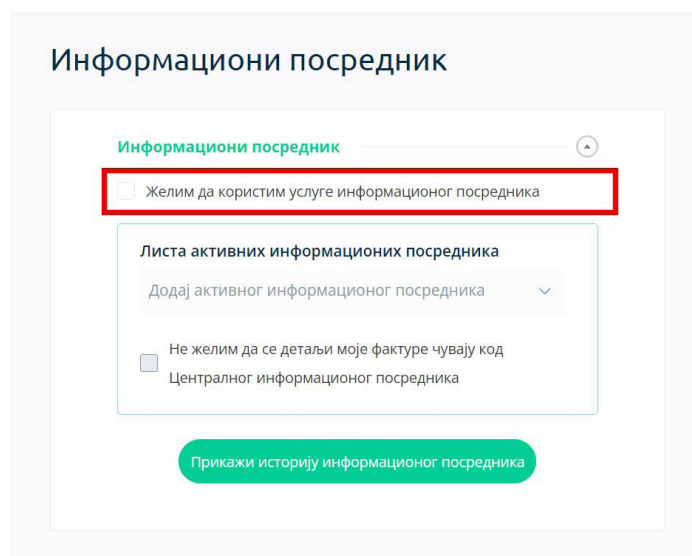 Информациони посредник
Информациони посредник
Желим да користим услуге информационог посредника
Листа активних информационих посредника
Додај активног информационог посредника
Не желим да се детаљи моје фактуре чувају код
Централног информационог посредника
Прикажи историју информационог посредника